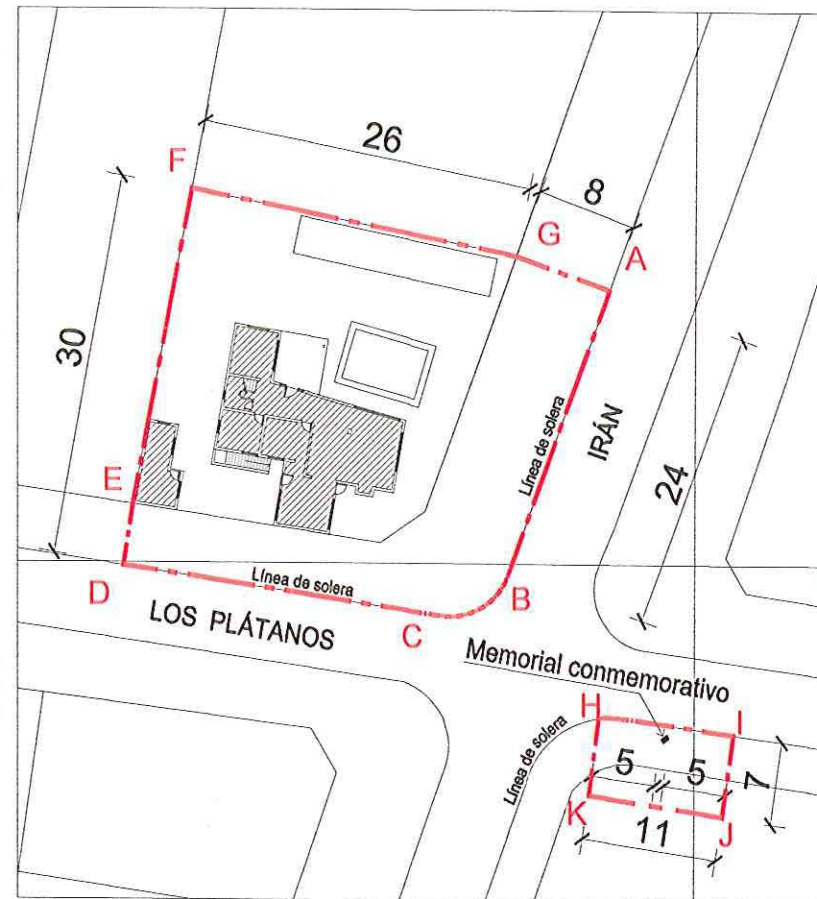 26
8
F
G
A
30
Línea de solera
IRÁN
24
E
D
Línea de solera
B
C
LOS PLÁTANOS
Memorial conmemorativo
H
I
Línea de solera
5
5
7
K
J
11